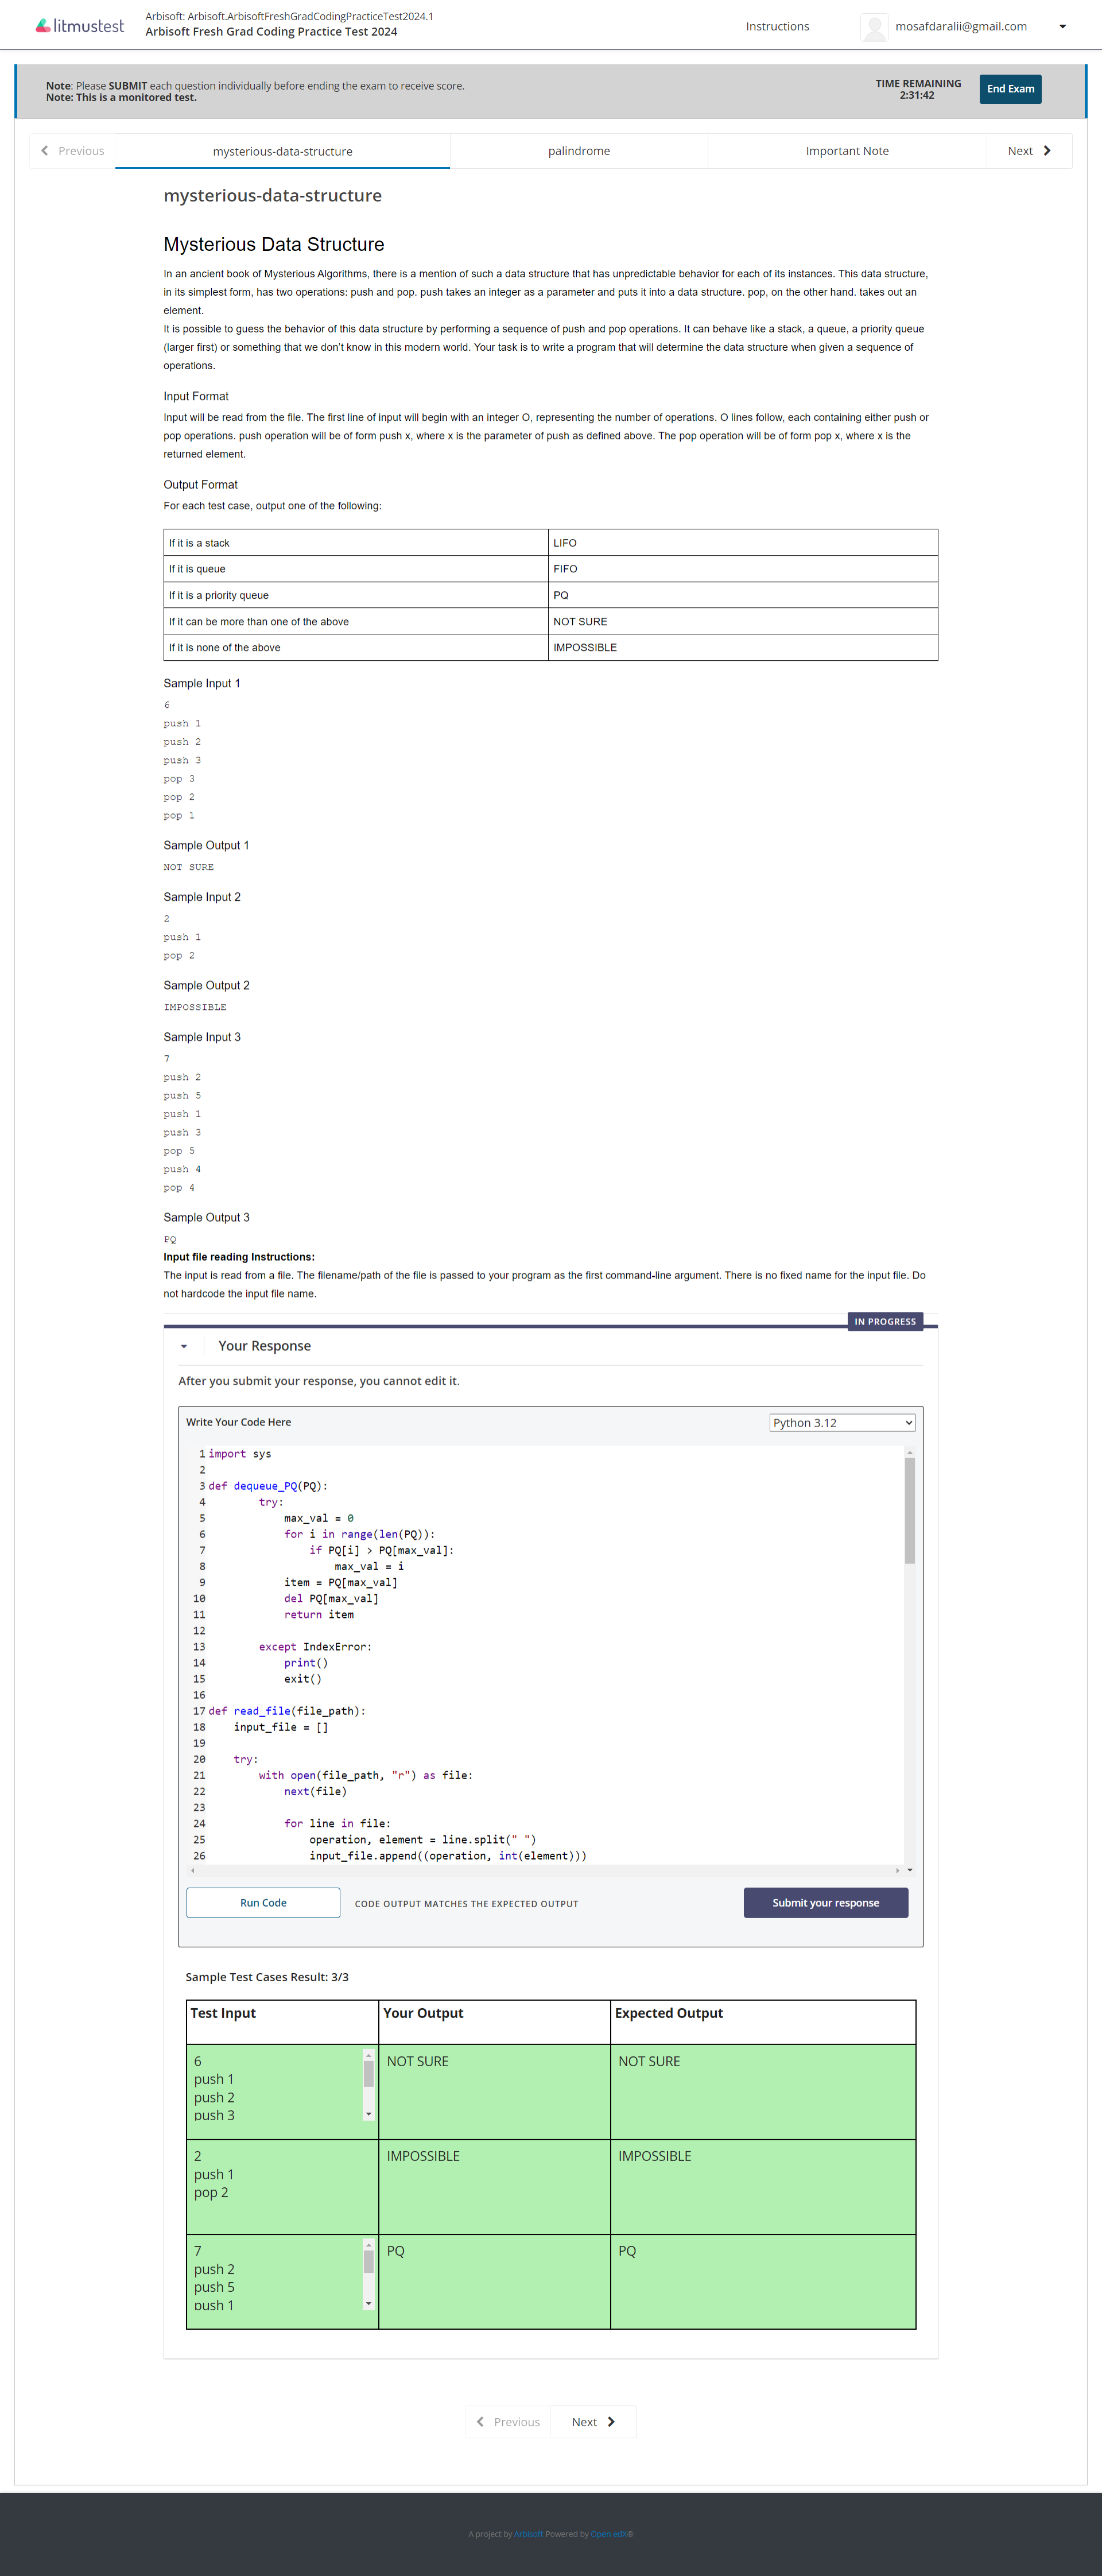 litmustest
Arbisoft: Arbisoft.ArbisoftFreshGradCodingPracticeTest2024.1
Arbisoft Fresh Grad Coding Practice Test 2024
Instructions
mosafdaralii@gmail.com
Note: Please SUBMIT each question individually before ending the exam to receive score.
Note: This is a monitored test.
TIME REMAINING
2:31:42
End Exam
Previous
mysterious-data-structure
palindrome
Important Note
Next
mysterious-data-structure
Mysterious Data Structure
In an ancient book of Mysterious Algorithms, there is a mention of such a data structure that has unpredictable behavior for each of its instances. This data structure,
in its simplest form, has two operations: push and pop. push takes an integer as a parameter and puts it into a data structure. pop, on the other hand. takes out an
element.
It is possible to guess the behavior of this data structure by performing a sequence of push and pop operations. It can behave like a stack, a queue, a priority queue
(larger first) or something that we don't know in this modern world. Your task is to write a program that will determine the data structure when given a sequence of
operations.
Input Format
Input will be read from the file. The first line of input will begin with an integer O, representing the number of operations. O lines follow, each containing either push or
pop operations. push operation will be of form push x, where x is the parameter of push as defined above. The pop operation will be of form pop x, where x is the
returned element.
Output Format
For each test case, output one of the following:
If it is a stack LIFO
If it is queue FIFO
If it is a priority queue PQ
If it can be more than one of the above NOT SURE
If it is none of the above IMPOSSIBLE
Sample Input 1
6
push 1
push 2
push 3
pop 3
pop 2
pop 1
Sample Output 1
NOT SURE
Sample Input 2
2
push 1
pop 2
Sample Output 2
IMPOSSIBLE
Sample Input 3
7
push 2
push 5
push 1
push 3
pop 5
push 4
pop 4
Sample Output 3
PQ
Input file reading Instructions:
The input is read from a file. The filename/path of the file is passed to your program as the first command-line argument. There is no fixed name for the input file. Do
not hardcode the input file name.
IN PROGRESS
Your Response
After you submit your response, you cannot edit it.
Write Your Code Here
Python 3.12
1 import sys
2
3 def dequeue_PQ(PQ):
4 try:
5 max_val = 0
6 for i in range(len(PQ)):
7 if PQ[i] > PQ[max_val]:
8 max_val = i
9 item = PQ[max_val]
10 del PQ[max_val]
11 return item
12
13 except IndexError:
14 print()
15 exit()
16
17 def read_file(file_path):
18 input_file = []
19
20 try:
21 with open(file_path, "r") as file:
22 next(file)
23
24 for line in file:
25 operation, element = line.split(" ")
26 input_file.append((operation, int(element)))
Run Code
CODE OUTPUT MATCHES THE EXPECTED OUTPUT
Submit your response
Sample Test Cases Result: 3/3
Test Input Your Output Expected Output
6 NOT SURE NOT SURE
push 1
push 2
push 3
2 IMPOSSIBLE IMPOSSIBLE
push 1
pop 2
7 PQ PQ
push 2
push 5
push 1
Previous
Next
A project by Arbisoft Powered by Open edX®